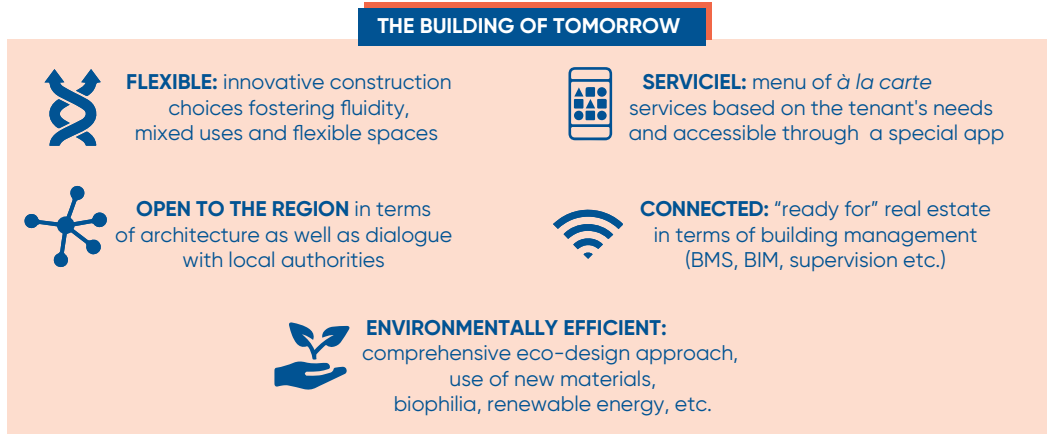 THE BUILDING OF TOMORROW
FLEXIBLE: innovative construction
choices fostering fluidity,
mixed uses and flexible spaces
SERVICIEL: menu of à la carte
services based on the tenant's needs
and accessible through a special app
OPEN TO THE REGION in terms
of architecture as well as dialogue
with local authorities
CONNECTED: “ready for” real estate
in terms of building management
(BMS, BIM, supervision etc.)
ENVIRONMENTALLY EFFICIENT:
comprehensive eco-design approach,
use of new materials,
biophilia, renewable energy, etc.